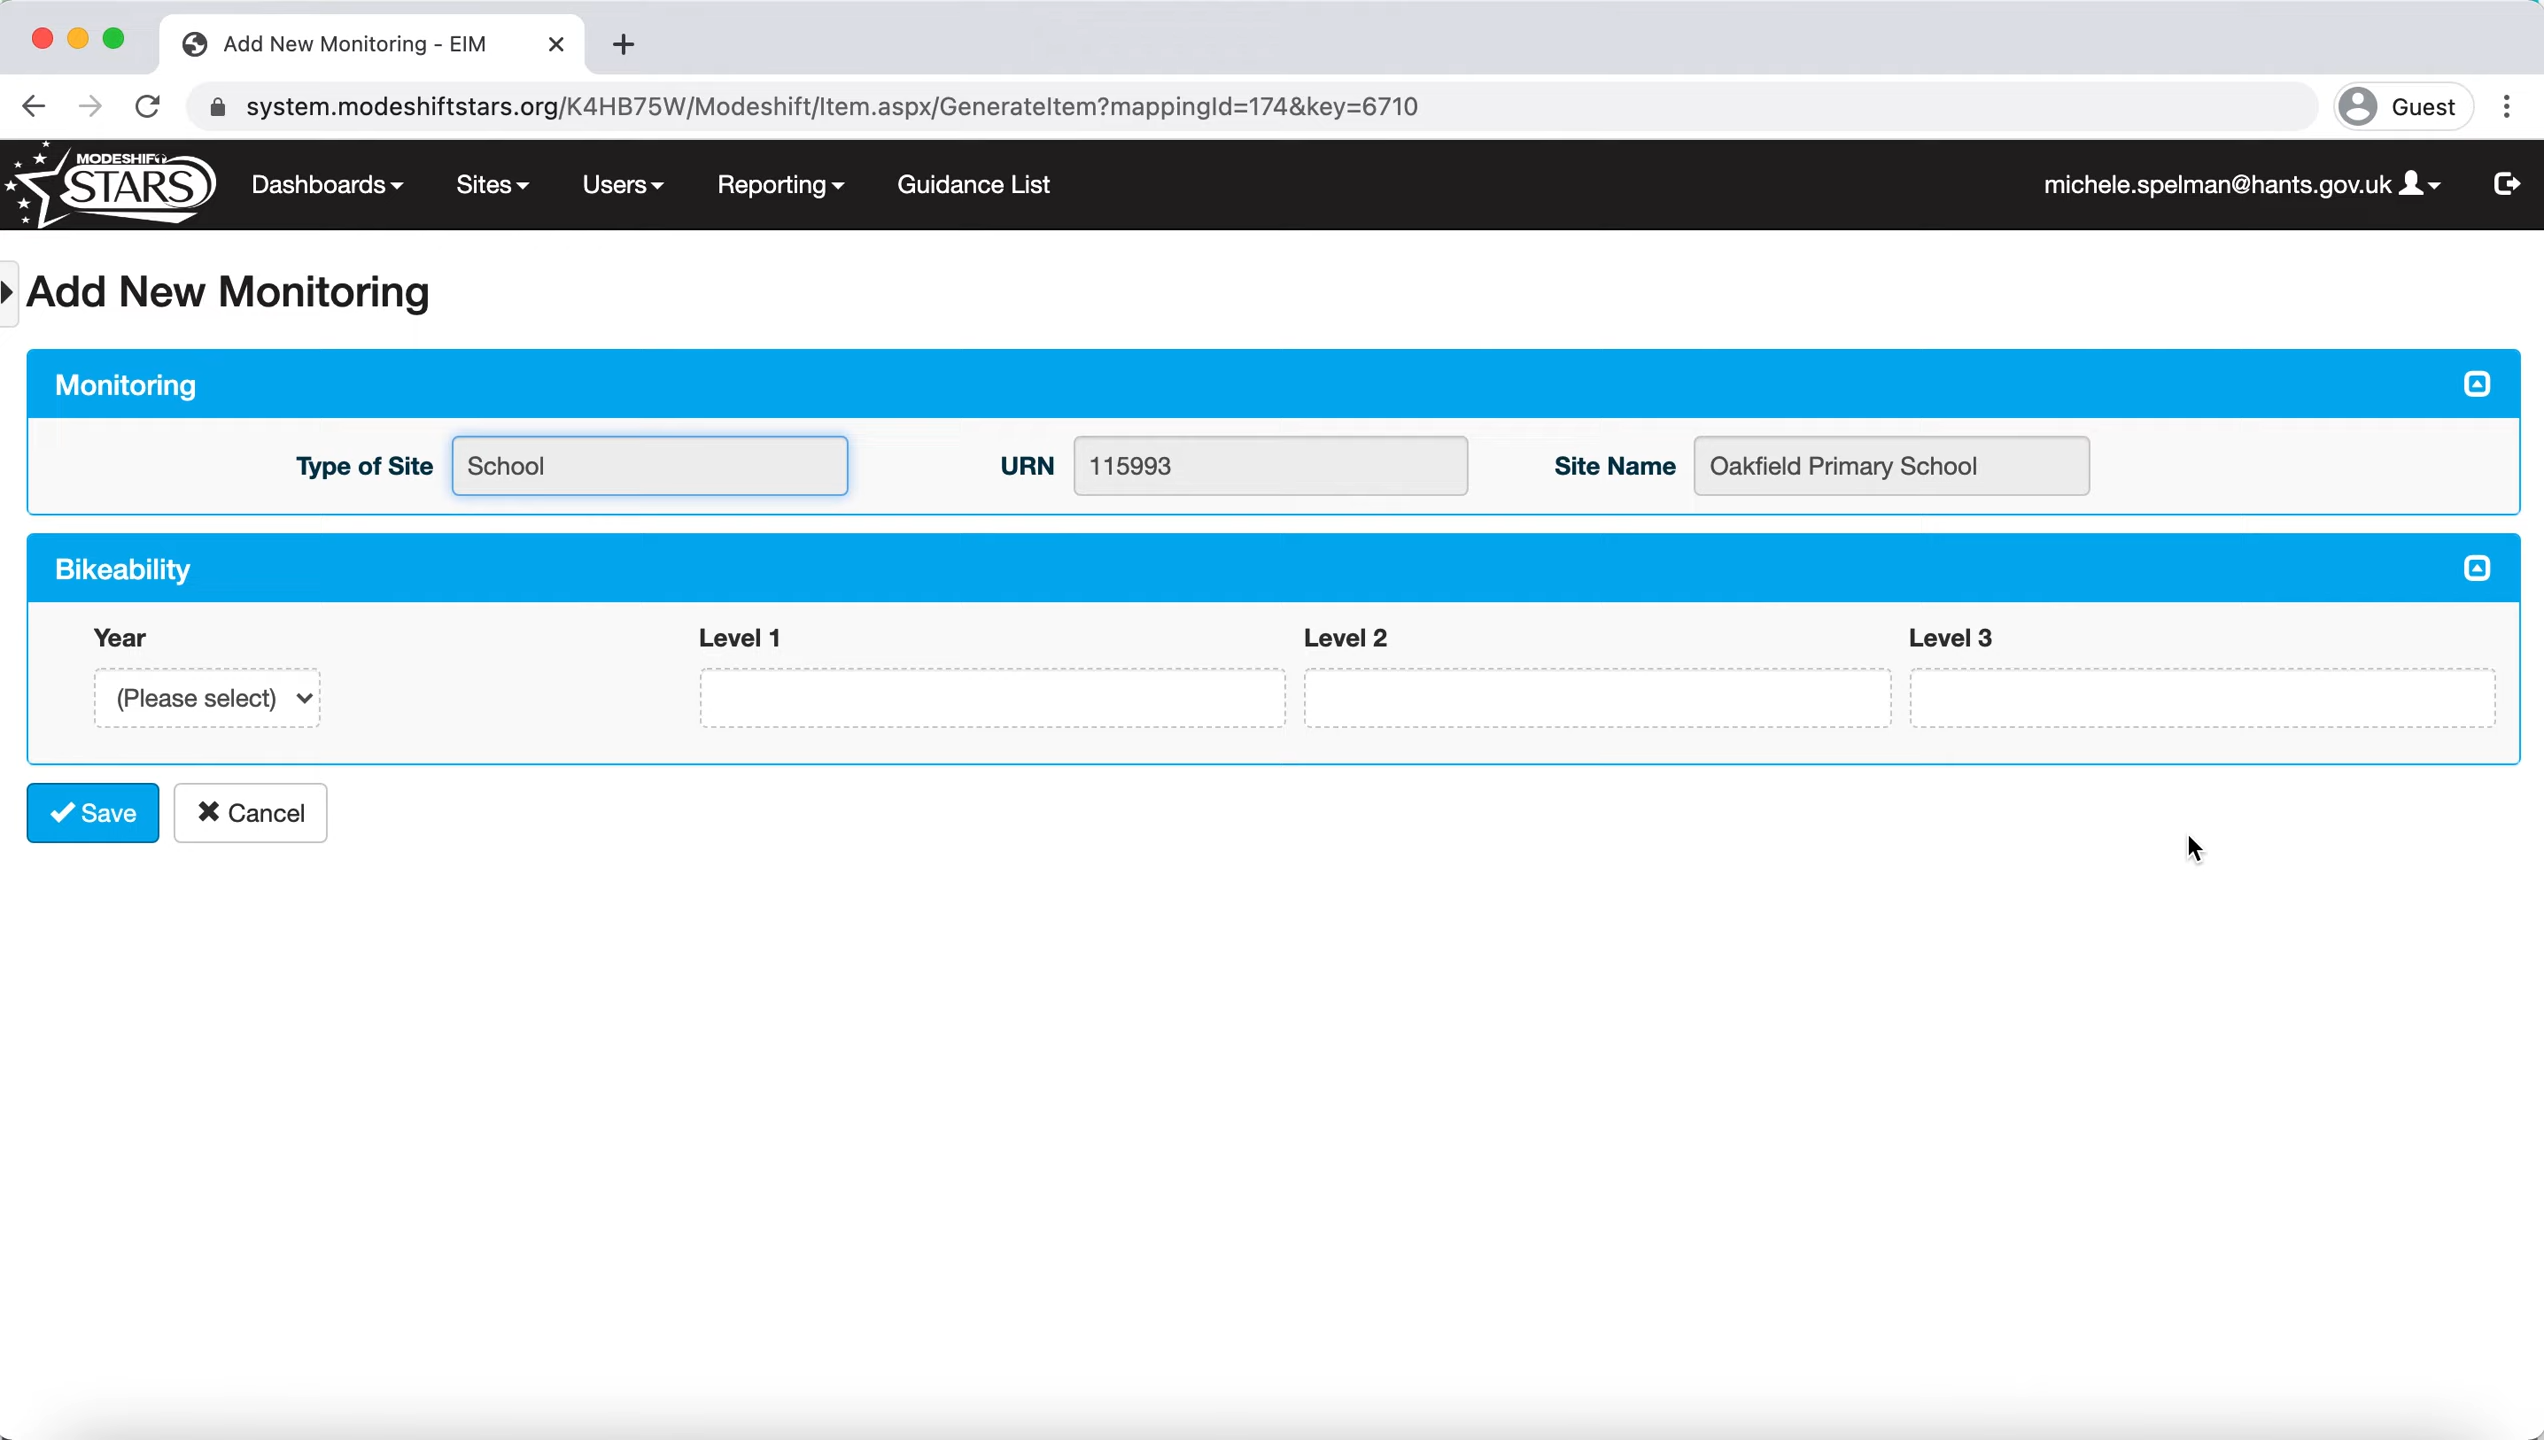 Add New Monitoring - EIM
system.modeshiftstars.org/K4HB75W/Modeshift/Item.aspx/GenerateItem?mappingId=174&key=6710
Guest
MODESHIFT
STARS
Dashboards
Sites
Users
Reporting
Guidance List
michele.spelman@hants.gov.uk
Add New Monitoring
Monitoring
Type of Site
School
URN
115993
Site Name
Oakfield Primary School
Bikeability
Year
Level 1
Level 2
Level 3
(Please select)
Save
Cancel